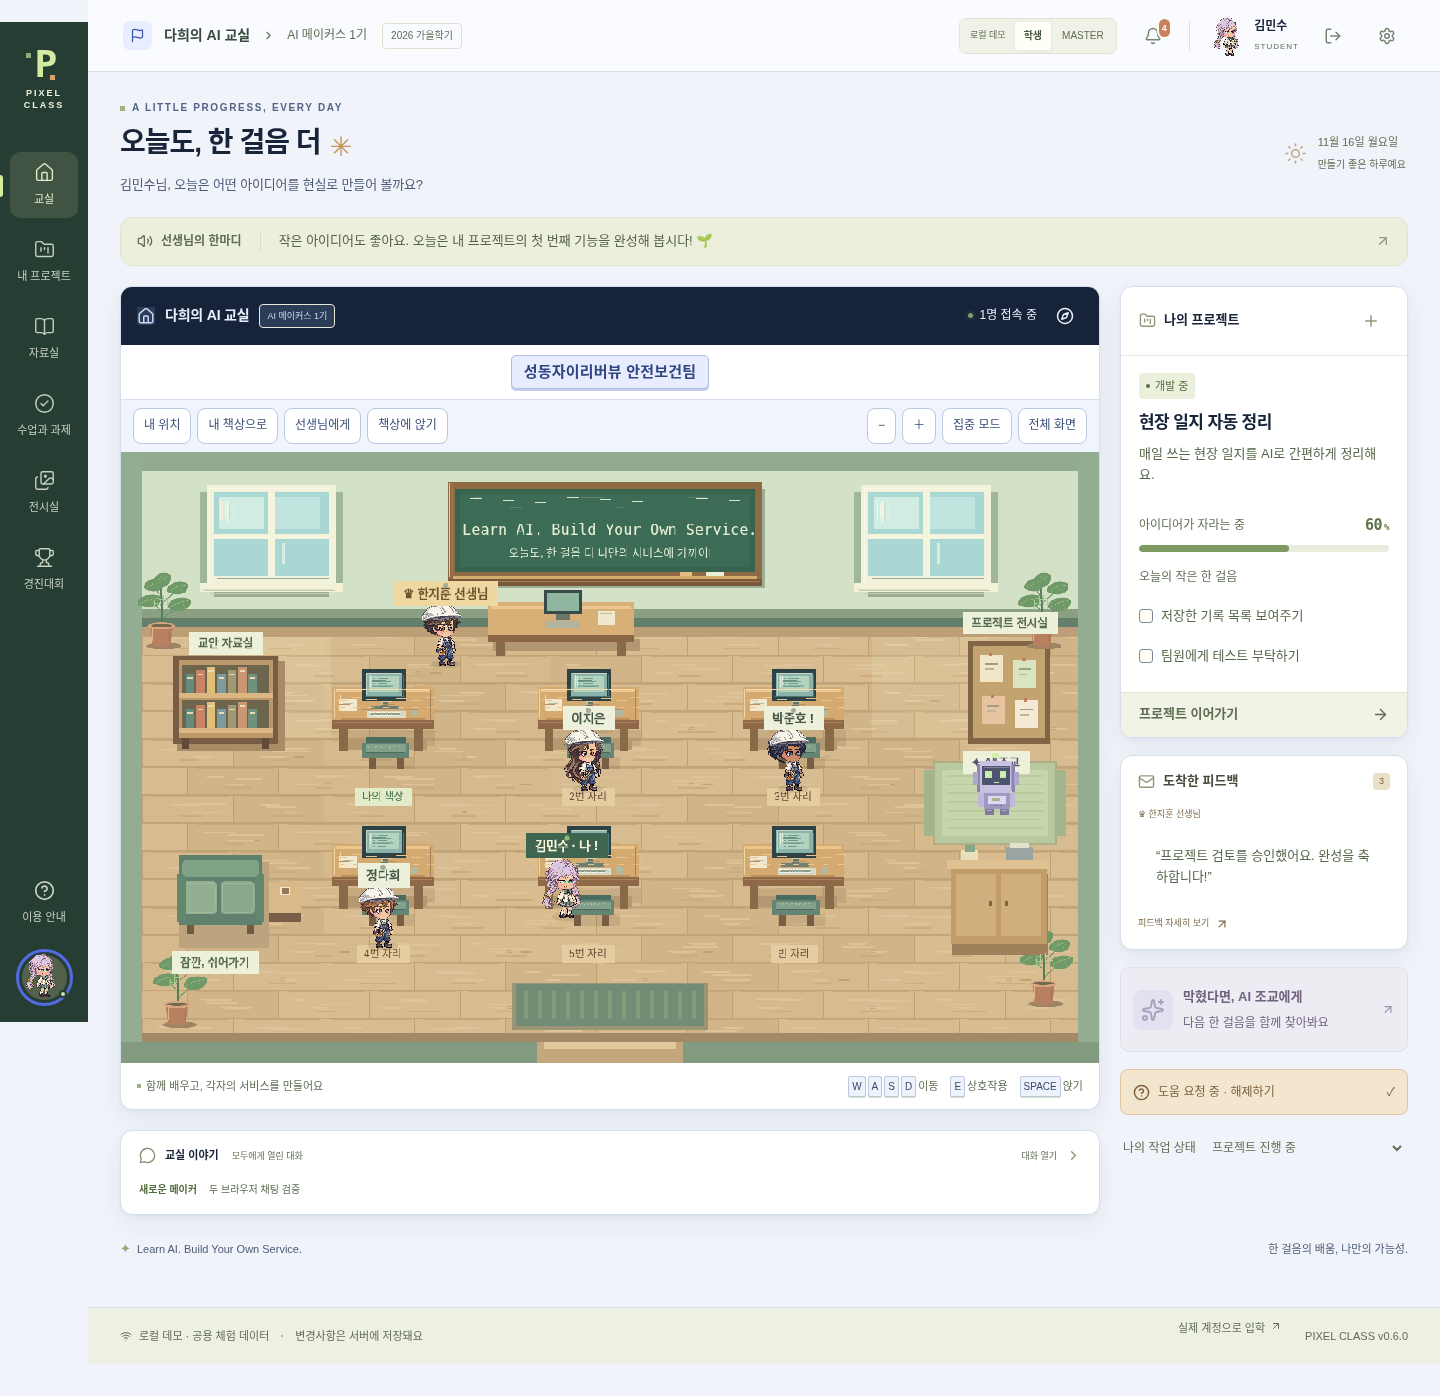 P
PIXEL
CLASS
교실
내 프로젝트
자료실
수업과 과제
전시실
경진대회
이용 안내
다희의 AI 교실
AI 메이커스 1기
2026 가을학기
로컬 데모
학생
MASTER
4
김민수
STUDENT
A LITTLE PROGRESS, EVERY DAY
오늘도, 한 걸음 더
김민수님, 오늘은 어떤 아이디어를 현실로 만들어 볼까요?
11월 16일 월요일
만들기 좋은 하루예요
선생님의 한마디
작은 아이디어도 좋아요. 오늘은 내 프로젝트의 첫 번째 기능을 완성해 봅시다! 🌱
다희의 AI 교실
AI 메이커스 1기
1명 접속 중
성동자이리버뷰 안전보건팀
내 위치
내 책상으로
선생님에게
책상에 앉기
−
+
집중 모드
전체 화면
Learn AI. Build Your Own Service.
오늘도, 한 걸음 더
♛ 한지훈 선생님
교안 자료실
프로젝트 전시실
이지은
박준호 !
나의 책상
2번 자리
3번 자리
김민수 · 나 !
정다희
4번 자리
5번 자리
빈 자리
잠깐, 쉬어가기
함께 배우고, 각자의 서비스를 만들어요
W A S D 이동
E 상호작용
SPACE 앉기
교실 이야기
모두에게 열린 대화
대화 열기
새로운 메이커
두 브라우저 채팅 검증
나의 프로젝트
개발 중
현장 일지 자동 정리
매일 쓰는 현장 일지를 AI로 간편하게 정리해
요.
아이디어가 자라는 중
60%
오늘의 작은 한 걸음
저장한 기록 목록 보여주기
팀원에게 테스트 부탁하기
프로젝트 이어가기
도착한 피드백
3
♛ 한지훈 선생님
“프로젝트 검토를 승인했어요. 완성을 축
하합니다!”
피드백 자세히 보기
막혔다면, AI 조교에게
다음 한 걸음을 함께 찾아봐요
도움 요청 중 · 해제하기
✓
나의 작업 상태
프로젝트 진행 중
Learn AI. Build Your Own Service.
한 걸음의 배움, 나만의 가능성.
로컬 데모 · 공용 체험 데이터 · 변경사항은 서버에 저장돼요
실제 계정으로 입학
PIXEL CLASS v0.6.0